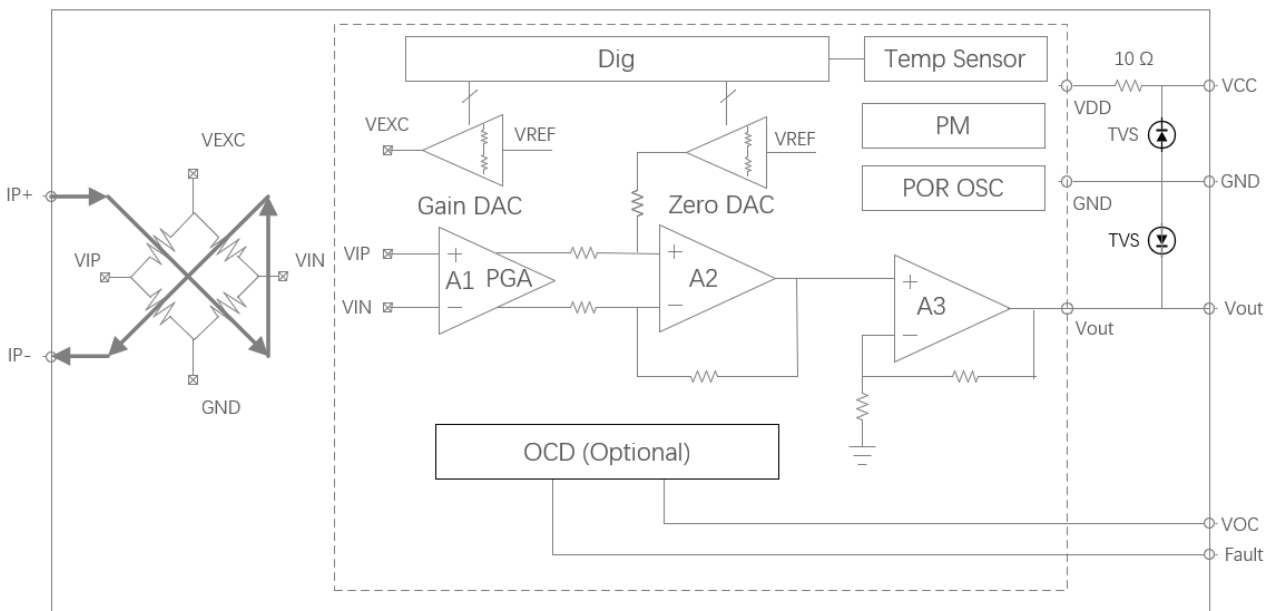 Dig
Temp Sensor
10 Ω
VCC
VDD
VEXC
VREF
VREF
PM
TVS
VEXC
IP+
Gain DAC
Zero DAC
POR OSC
GND
GND
VIP
VIN
VIP
+
A1
PGA
+
A2
TVS
VIN
−
−
+
A3
−
Vout
Vout
IP-
GND
OCD (Optional)
VOC
Fault